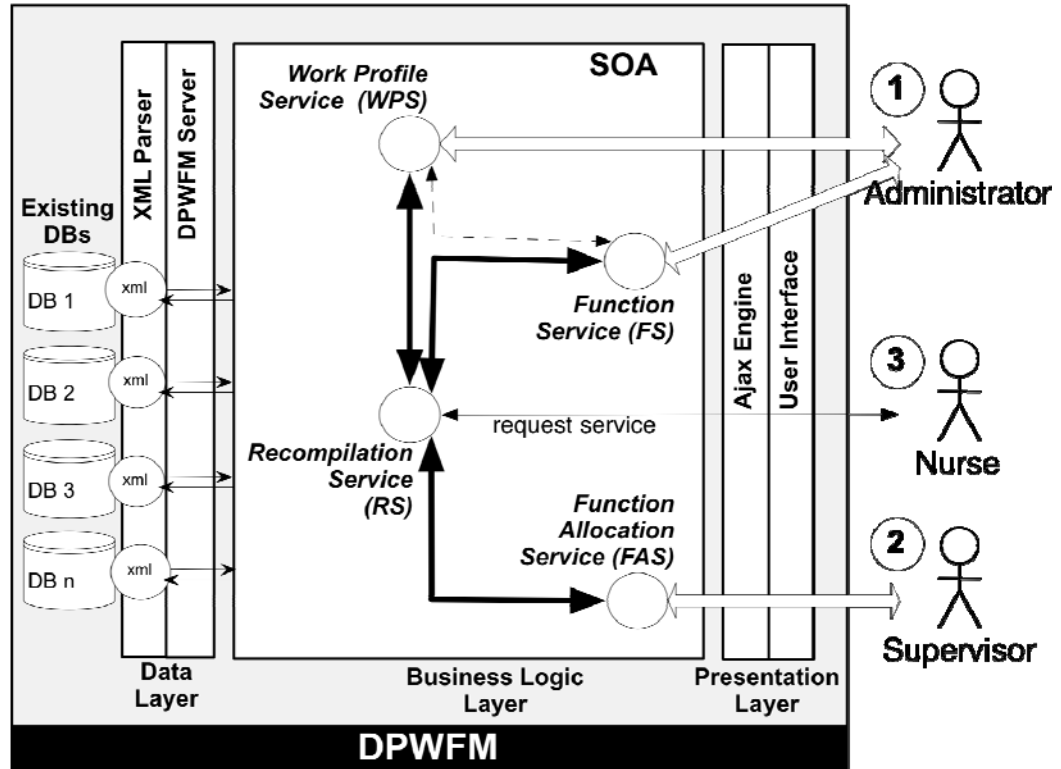 SOA
Work Profile
Service (WPS)
1
Administrator
XML Parser
DPWFM Server
Existing
DBs
DB 1
xml
Function
Service (FS)
Ajax Engine
User Interface
DB 2
xml
3
request service
Nurse
Recompilation
Service
(RS)
DB 3
xml
Function
Allocation
Service (FAS)
2
DB n
xml
Supervisor
Data
Layer
Business Logic
Layer
Presentation
Layer
DPWFM